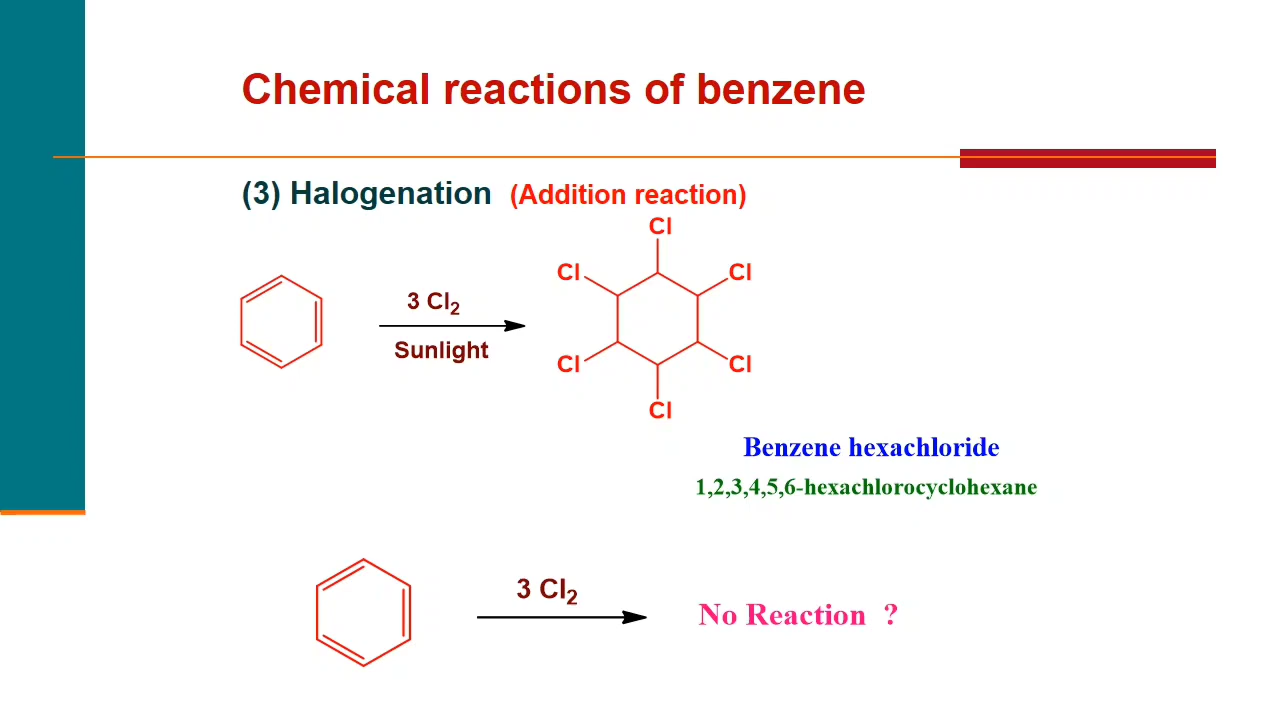 Chemical reactions of benzene
(3) Halogenation (Addition reaction)
Cl
Cl
Cl
3 Cl₂
Sunlight
Cl
Cl
Cl
Benzene hexachloride
1,2,3,4,5,6-hexachlorocyclohexane
3 Cl₂
No Reaction ?